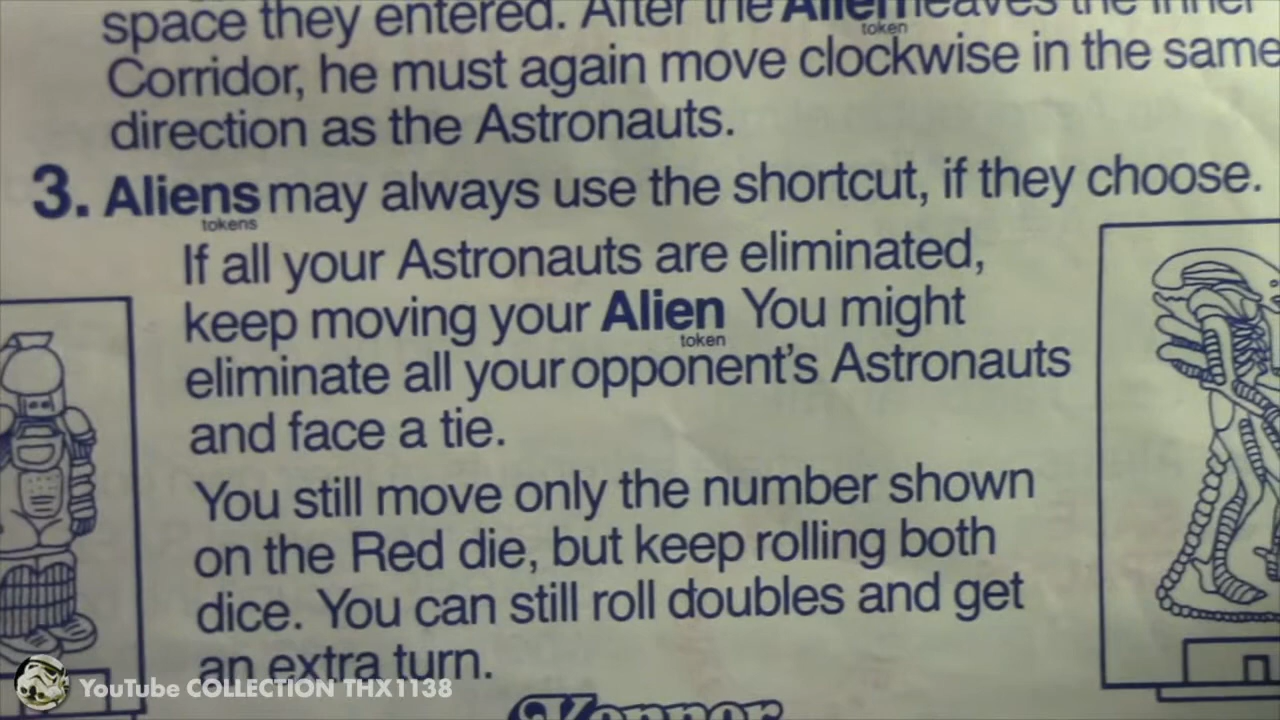 space they entered. After the Alien leaves the inner
token
Corridor, he must again move clockwise in the same
direction as the Astronauts.
3. Aliens may always use the shortcut, if they choose.
tokens
If all your Astronauts are eliminated,
keep moving your Alien You might
token
eliminate all your opponent's Astronauts
and face a tie.
You still move only the number shown
on the Red die, but keep rolling both
dice. You can still roll doubles and get
an extra turn.
YouTube COLLECTION THX1138
Kenner